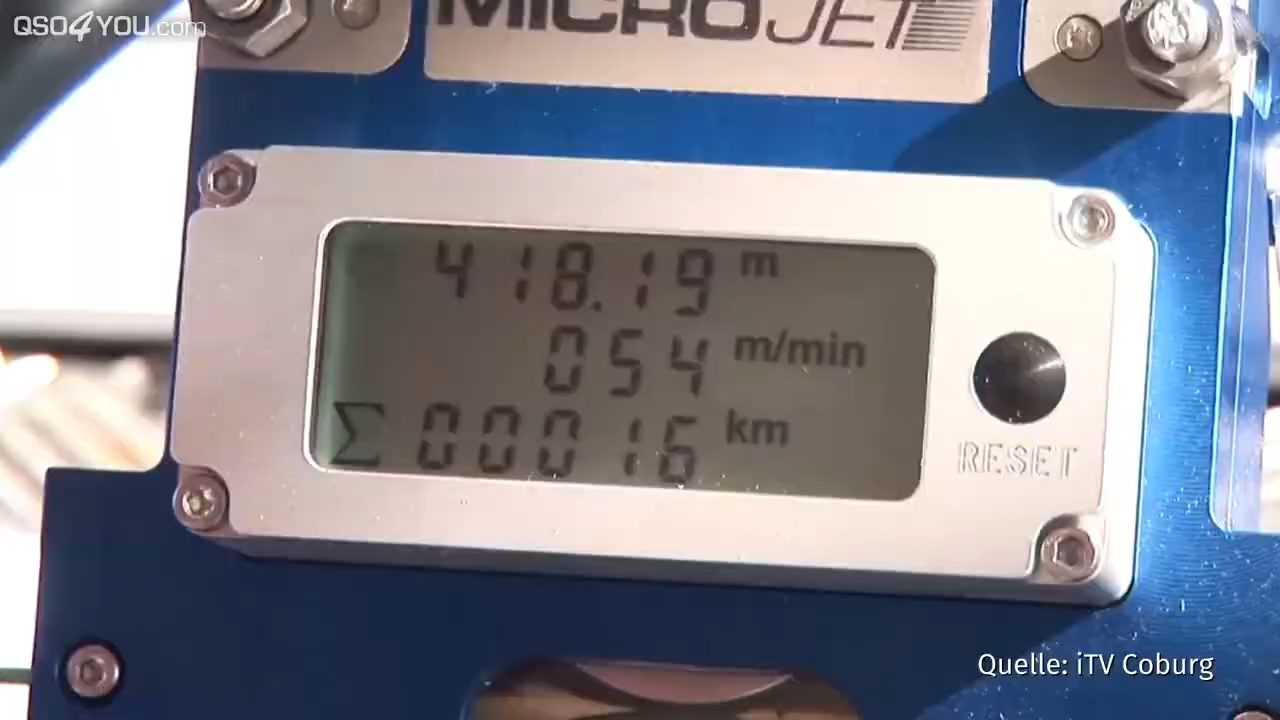 QSO4YOU.com
MICROJET
418.19 m
054 m/min
Σ 00016 km
RESET
Quelle: iTV Coburg